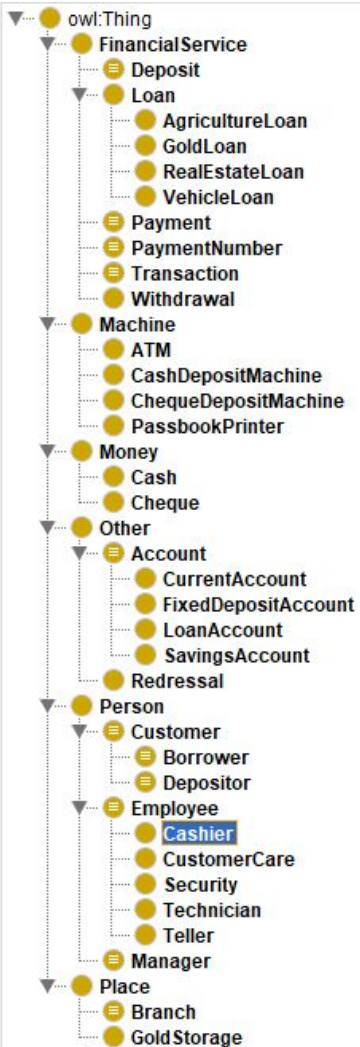 owl:Thing
FinancialService
Deposit
Loan
AgricultureLoan
GoldLoan
RealEstateLoan
VehicleLoan
Payment
PaymentNumber
Transaction
Withdrawal
Machine
ATM
CashDepositMachine
ChequeDepositMachine
PassbookPrinter
Money
Cash
Cheque
Other
Account
CurrentAccount
FixedDepositAccount
LoanAccount
SavingsAccount
Redressal
Person
Customer
Borrower
Depositor
Employee
Cashier
CustomerCare
Security
Technician
Teller
Manager
Place
Branch
GoldStorage